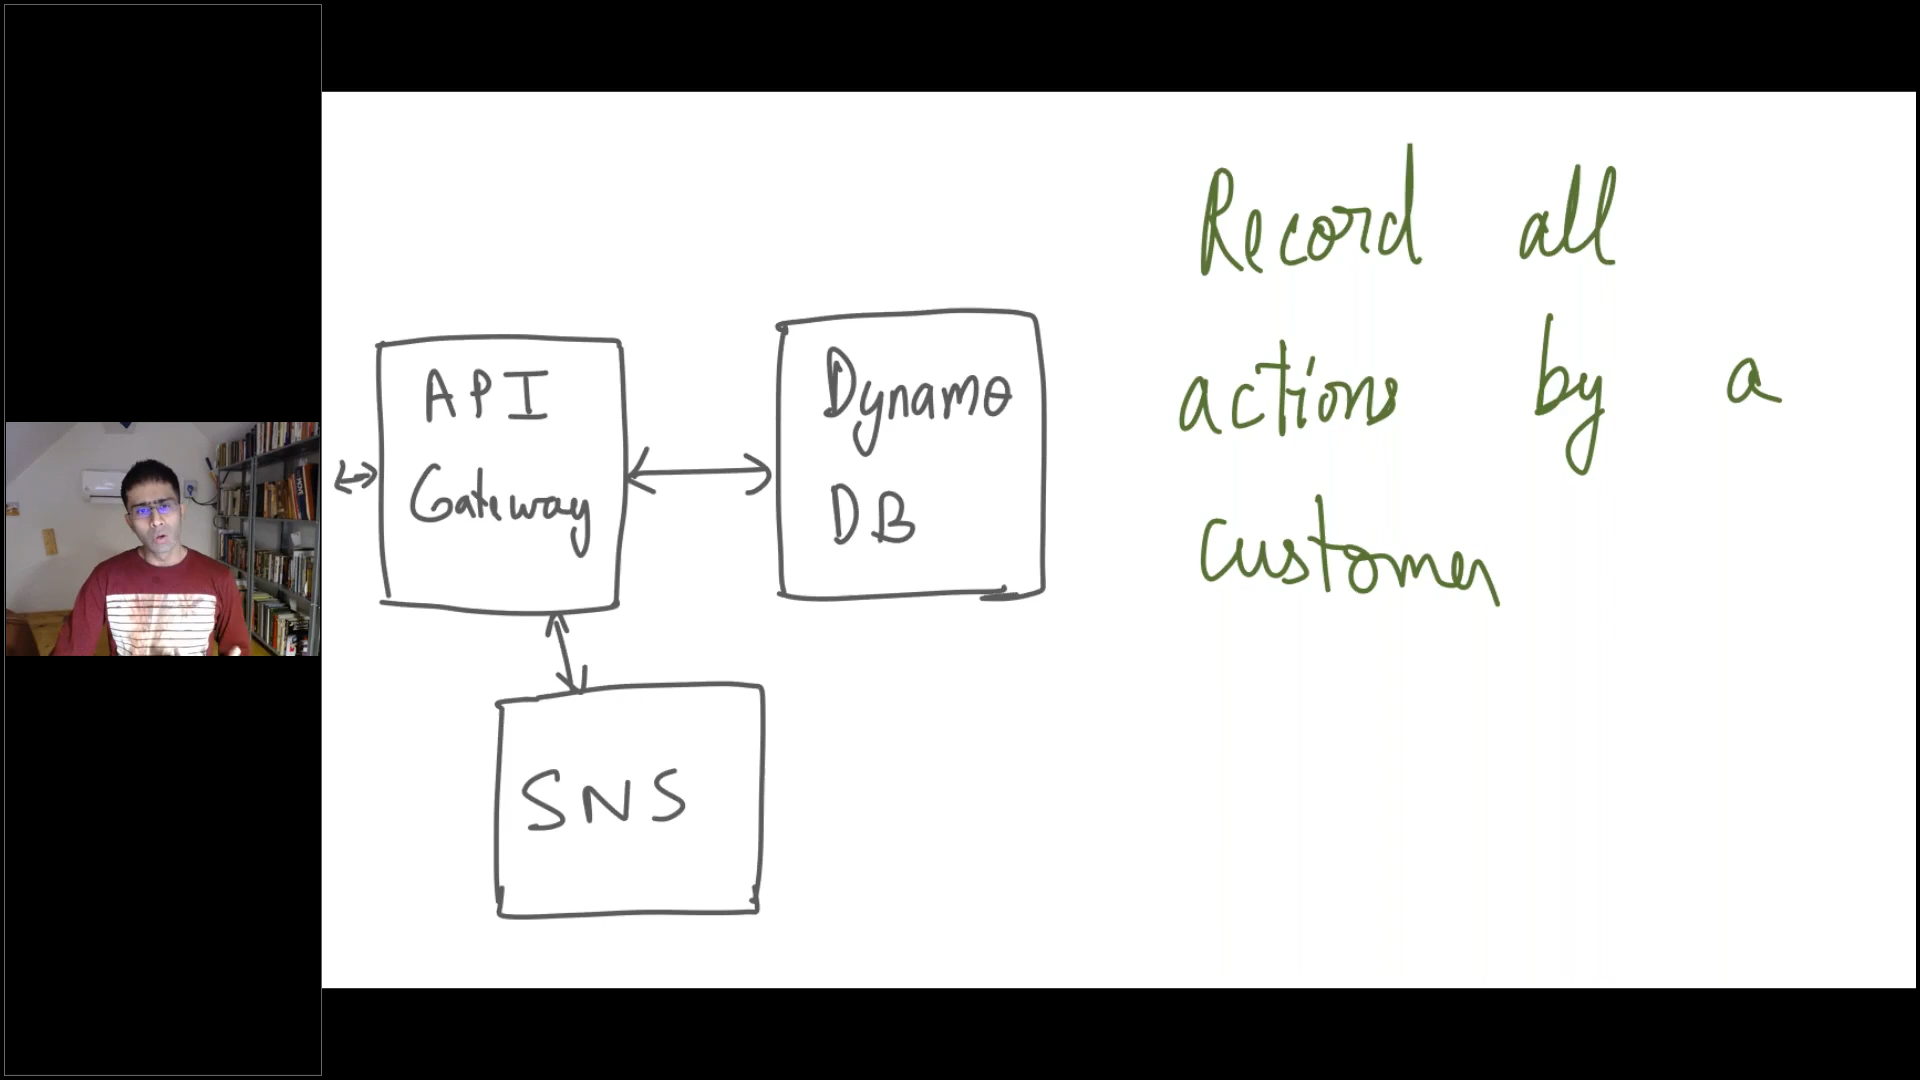 API
Gateway
Dynamo
DB
SNS
Record all
actions by a
customer